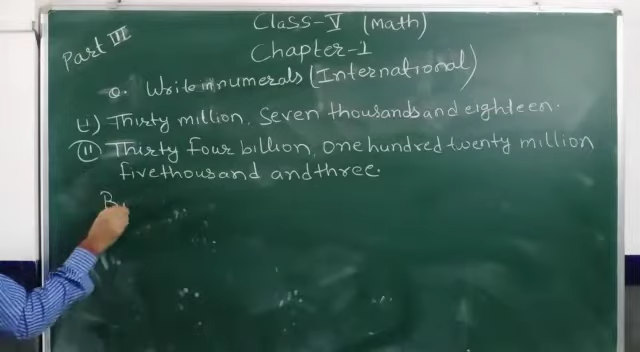 Part III
Class-V (Math)
Chapter-1
Q. Write in numerals (International)
(i) Thirty million, Seven thousands and eighteen.
(ii) Thirty four billion, one hundred twenty million
five thousand and three.
B